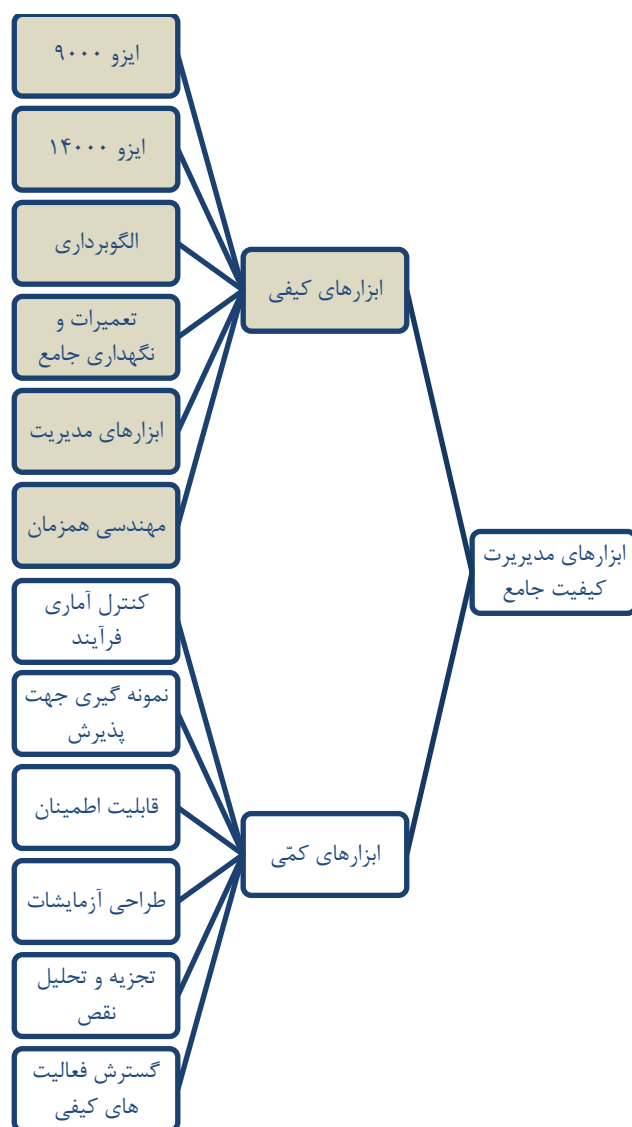 ایزو ۹۰۰۰
ایزو ۱۴۰۰۰
الگوبرداری
تعمیرات و
نگهداری جامع
ابزارهای مدیریت
مهندسی همزمان
ابزارهای کیفی
کنترل آماری
فرآیند
نمونه گیری جهت
پذیرش
قابلیت اطمینان
طراحی آزمایشات
تجزیه و تحلیل
نقص
گسترش فعالیت
های کیفی
ابزارهای کمّی
ابزارهای مدیریرت
کیفیت جامع